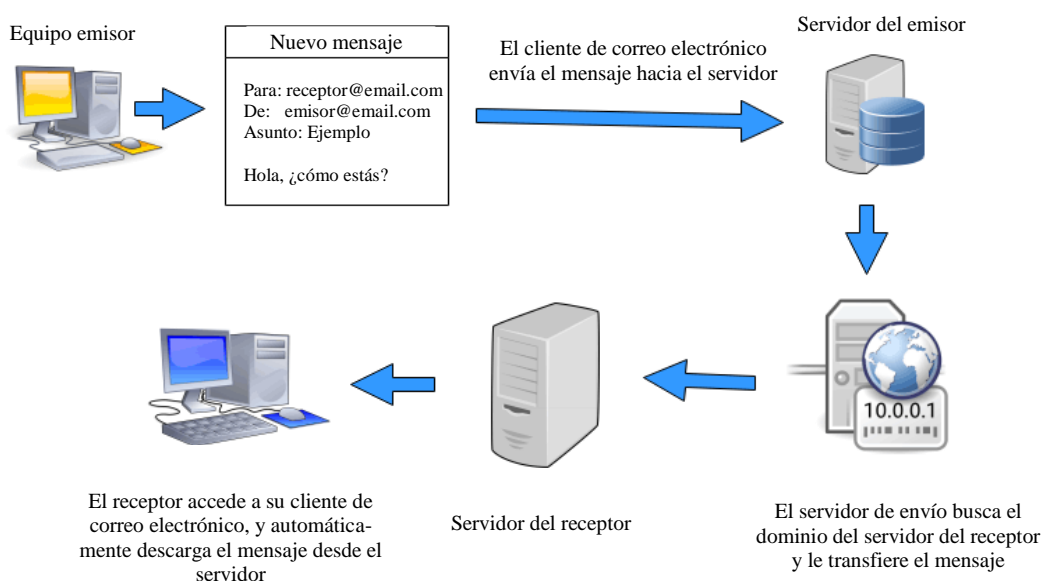 Equipo emisor
Nuevo mensaje
Para: receptor@email.com
De: emisor@email.com
Asunto: Ejemplo
Hola, ¿cómo estás?
El cliente de correo electrónico
envía el mensaje hacia el servidor
Servidor del emisor
10.0.0.1
El servidor de envío busca el
dominio del servidor del receptor
y le transfiere el mensaje
Servidor del receptor
El receptor accede a su cliente de
correo electrónico, y automática-
mente descarga el mensaje desde el
servidor